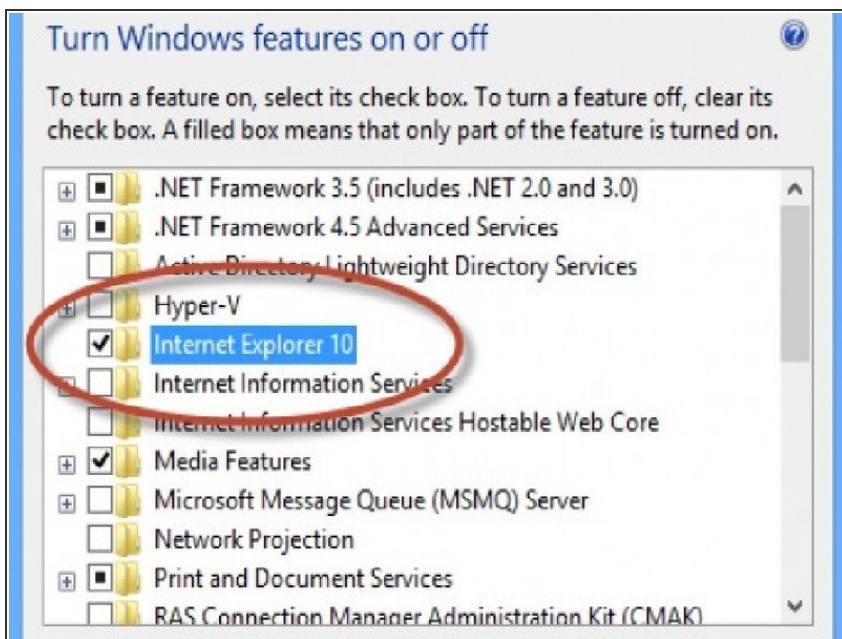 Turn Windows features on or off
To turn a feature on, select its check box. To turn a feature off, clear its
check box. A filled box means that only part of the feature is turned on.
.NET Framework 3.5 (includes .NET 2.0 and 3.0)
.NET Framework 4.5 Advanced Services
Active Directory Lightweight Directory Services
Hyper-V
Internet Explorer 10
Internet Information Services
Internet Information Services Hostable Web Core
Media Features
Microsoft Message Queue (MSMQ) Server
Network Projection
Print and Document Services
RAS Connection Manager Administration Kit (CMAK)